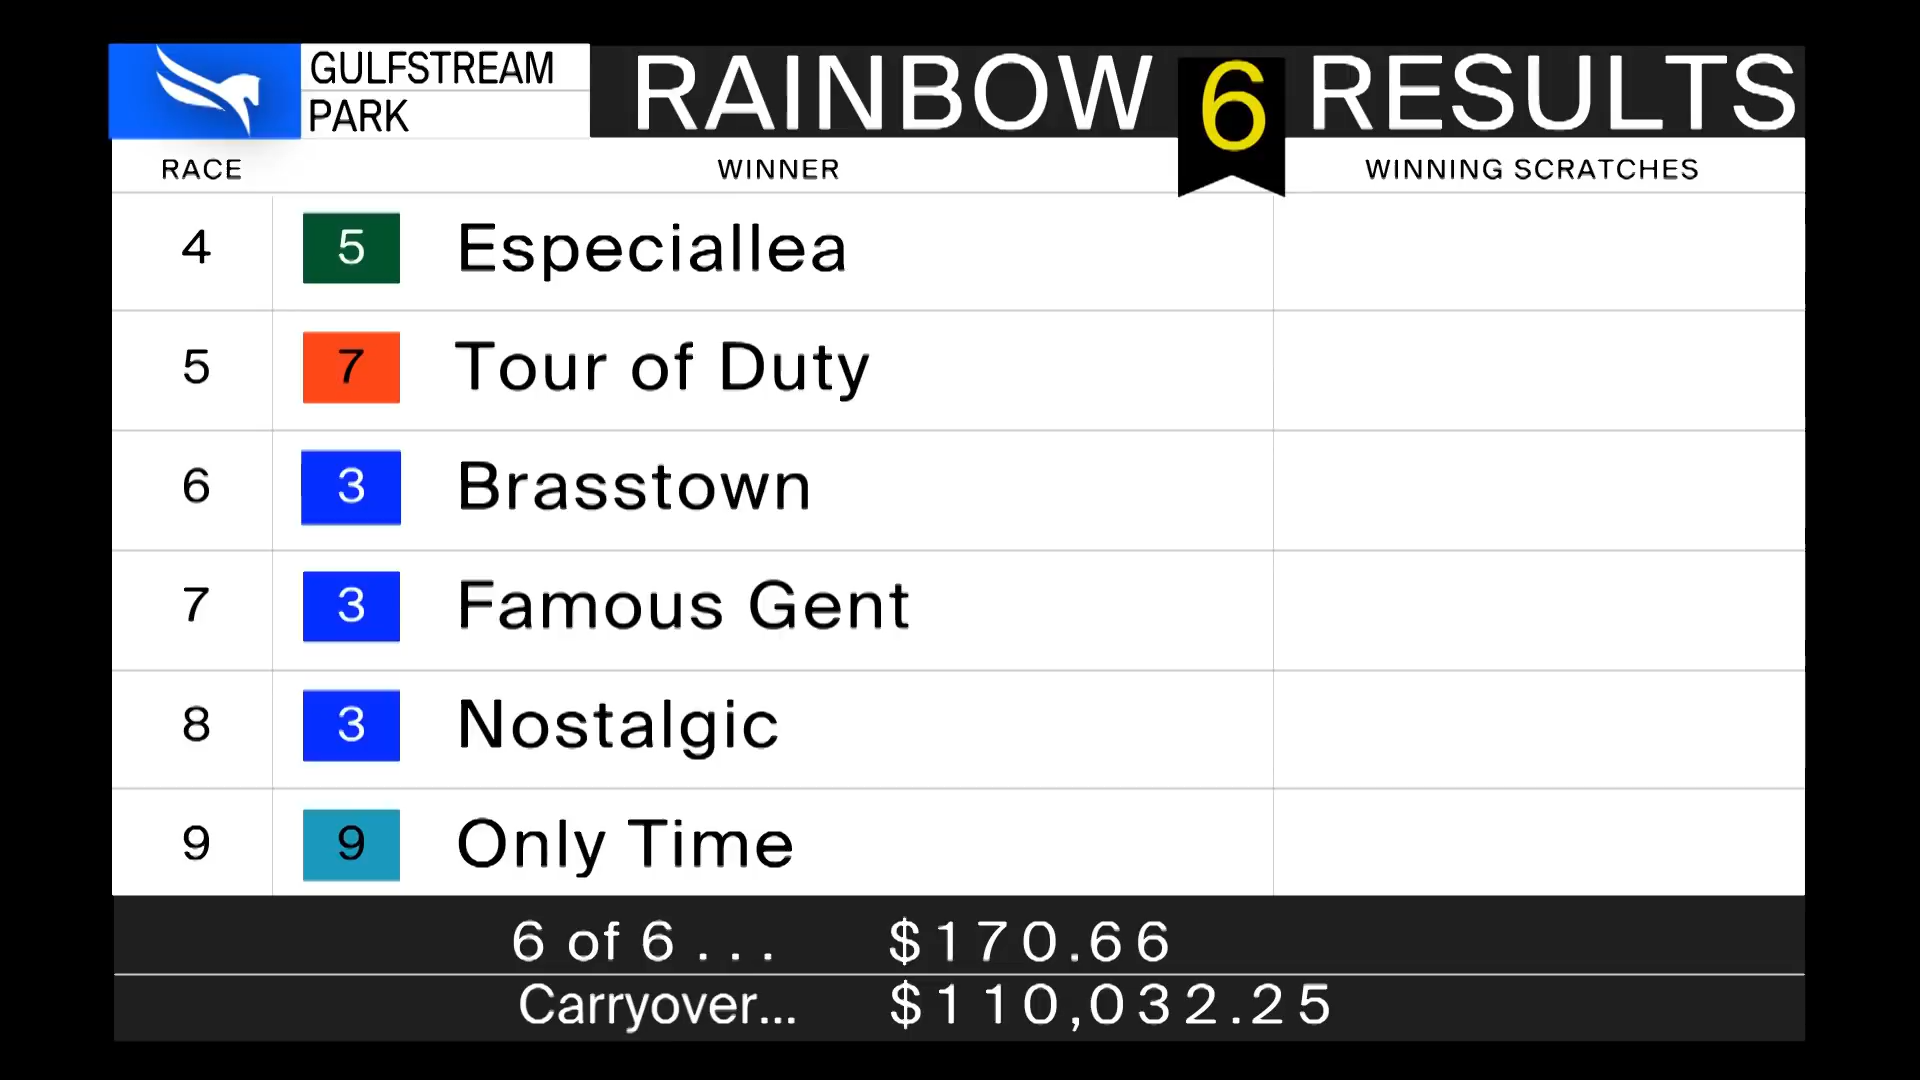 GULFSTREAM
PARK
RAINBOW 6 RESULTS
RACE WINNER WINNING SCRATCHES
4 5 Especiallea
5 7 Tour of Duty
6 3 Brasstown
7 3 Famous Gent
8 3 Nostalgic
9 9 Only Time
6 of 6 ... $170.66
Carryover... $110,032.25